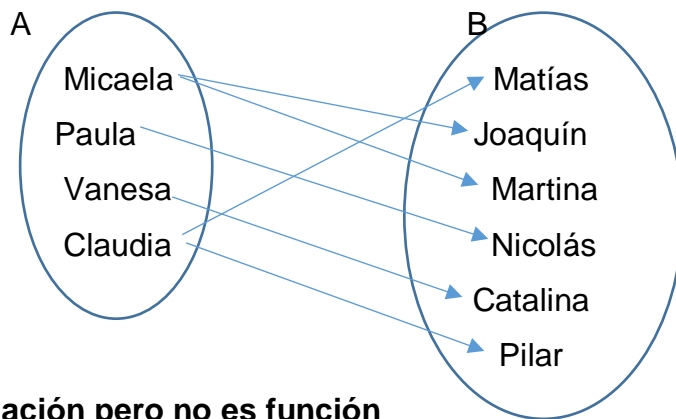 A
B
Micaela
Matías
Paula
Joaquín
Vanesa
Martina
Claudia
Nicolás
Catalina
Pilar
ación pero no es función